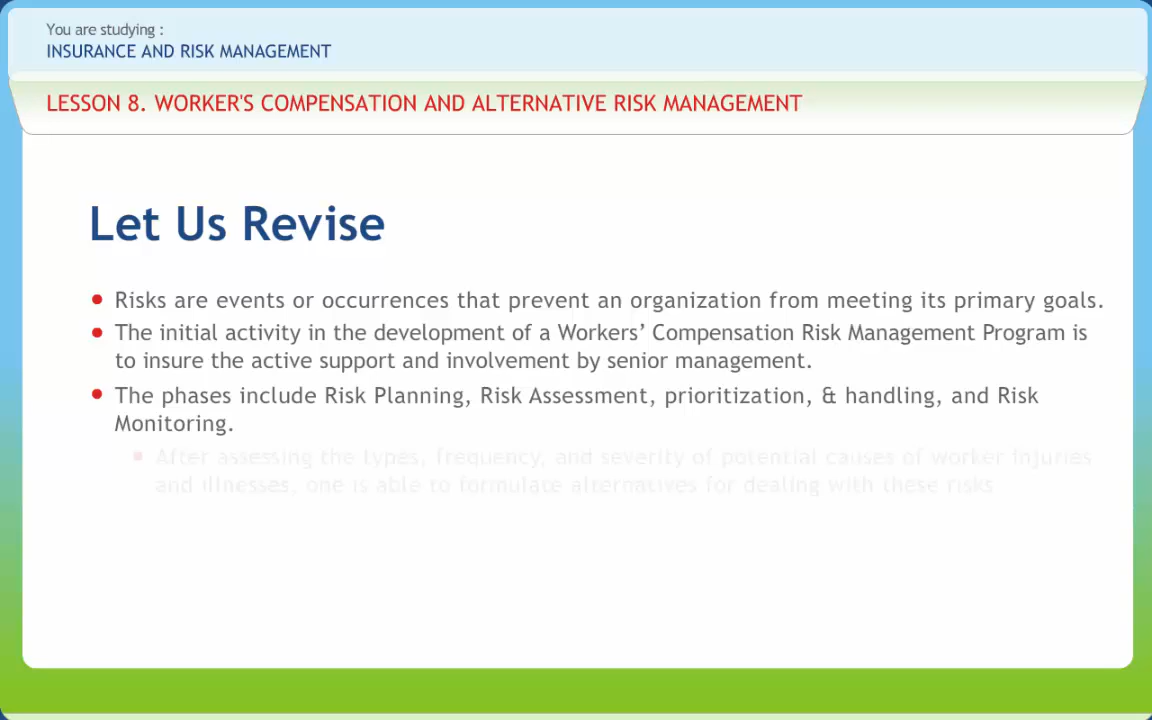 You are studying :
INSURANCE AND RISK MANAGEMENT
LESSON 8. WORKER'S COMPENSATION AND ALTERNATIVE RISK MANAGEMENT
Let Us Revise
• Risks are events or occurrences that prevent an organization from meeting its primary goals.
• The initial activity in the development of a Workers’ Compensation Risk Management Program is
to insure the active support and involvement by senior management.
• The phases include Risk Planning, Risk Assessment, prioritization, & handling, and Risk
Monitoring.
▪ After assessing the types, frequency, and severity of potential causes of worker injuries
and illnesses, one is able to formulate alternatives for dealing with these risks